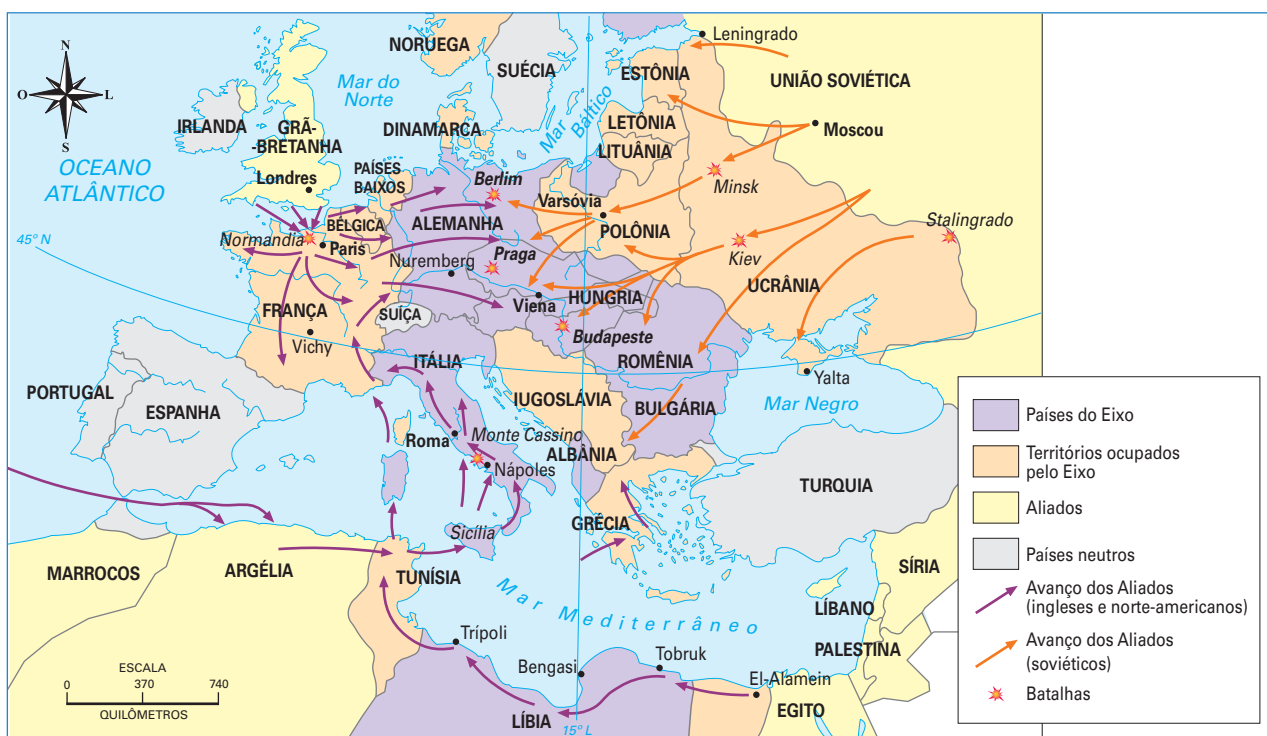 N
O
L
S
NORUEGA
SUÉCIA
Leningrado
ESTÔNIA
UNIÃO SOVIÉTICA
Mar do
Norte
Mar
Báltico
IRLANDA
GRÃ-
-BRETANHA
DINAMARCA
LETÔNIA
LITUÂNIA
Moscou
OCEANO
ATLÂNTICO
Londres
PAÍSES
BAIXOS
Berlim
Minsk
Varsóvia
BÉLGICA
ALEMANHA
POLÔNIA
Stalingrado
45° N
Normandia
Paris
Praga
Nuremberg
Kiev
UCRÂNIA
FRANÇA
SUÍÇA
Viena
HUNGRIA
Vichy
Budapeste
ITÁLIA
ROMÊNIA
Yalta
PORTUGAL
ESPANHA
IUGOSLÁVIA
BULGÁRIA
Mar Negro
Roma
Monte Cassino
Nápoles
ALBÂNIA
TURQUIA
Sicília
GRÉCIA
MARROCOS
ARGÉLIA
TUNÍSIA
SÍRIA
Mar Mediterrâneo
LÍBANO
Trípoli
PALESTINA
Bengasi
Tobruk
El-Alamein
LÍBIA
EGITO
15° L
ESCALA
0 370 740
QUILÔMETROS
Países do Eixo
Territórios ocupados
pelo Eixo
Aliados
Países neutros
Avanço dos Aliados
(ingleses e norte-americanos)
Avanço dos Aliados
(soviéticos)
Batalhas